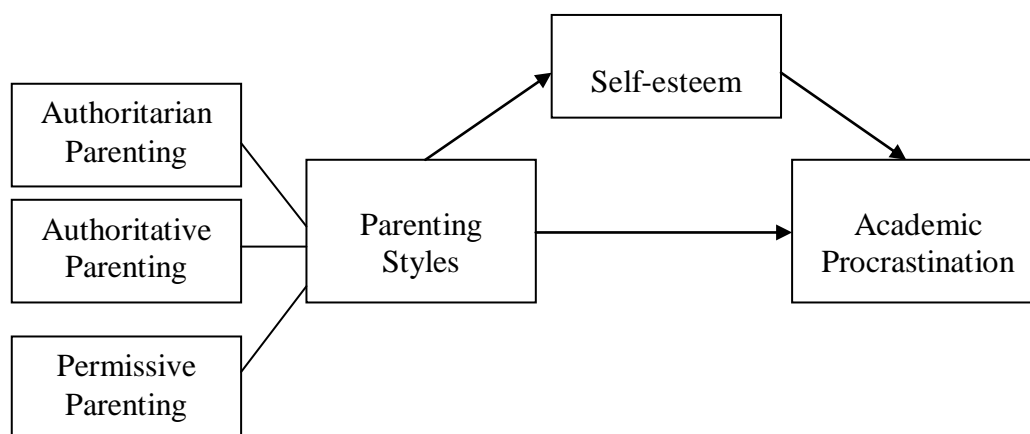 Self-esteem
Authoritarian
Parenting
Authoritative
Parenting
Permissive
Parenting
Parenting
Styles
Academic
Procrastination